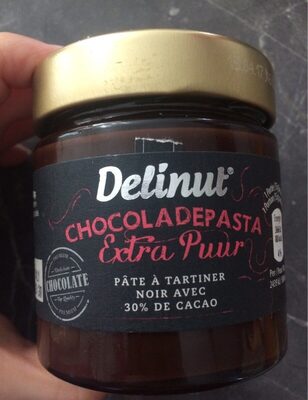 Delinut®
CHOCOLADEPASTA
Extra Puur
PÂTE À TARTINER
NOIR AVEC
30% DE CACAO
CHOCOLATE